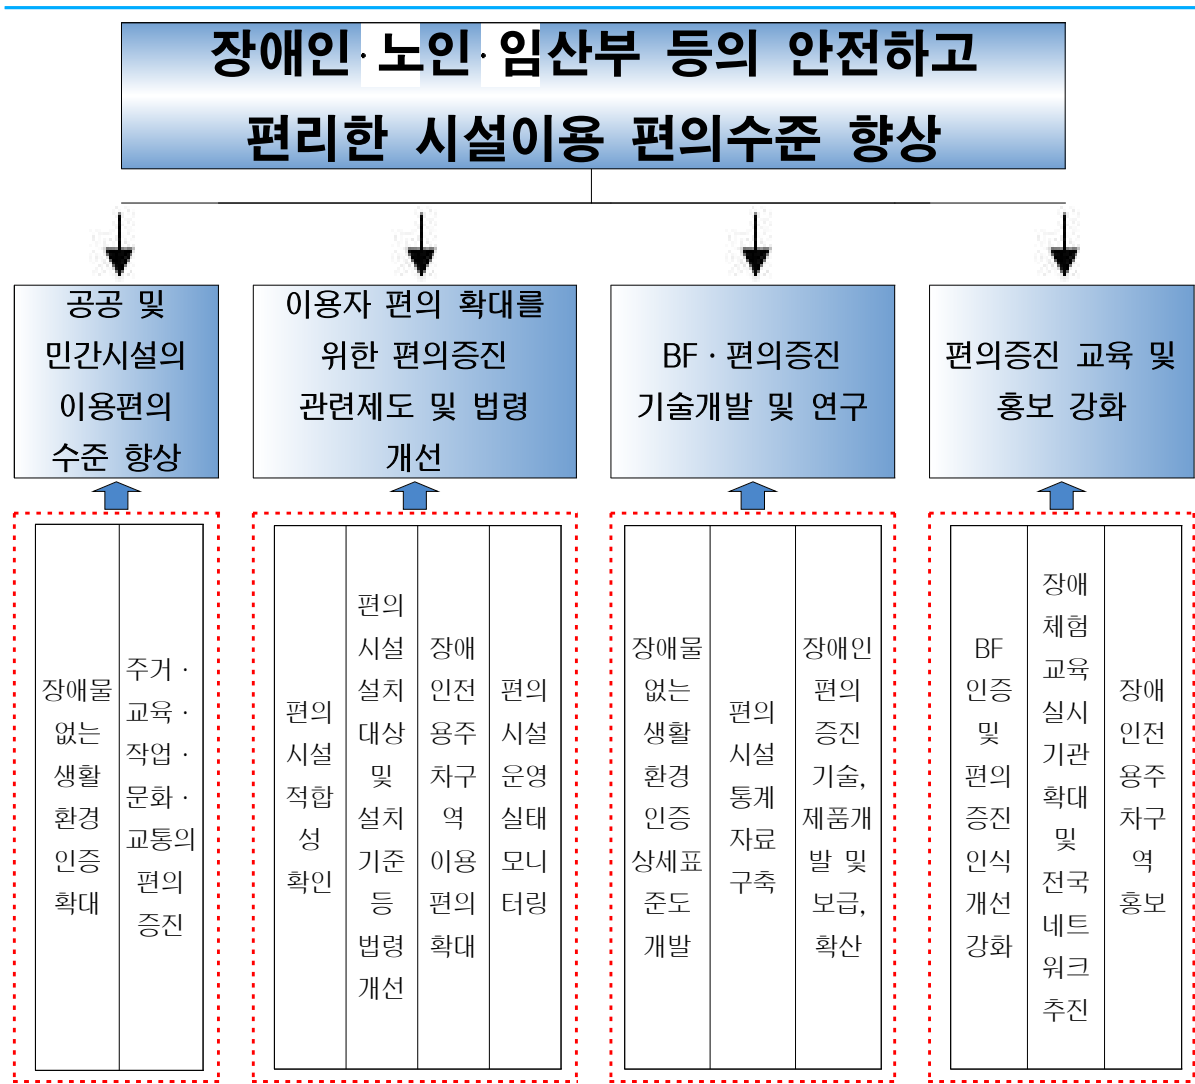 장애인·노인·임산부 등의 안전하고
편리한 시설이용 편의수준 향상
공공 및
민간시설의
이용편의
수준 향상
이용자 편의 확대를
위한 편의증진
관련제도 및 법령
개선
BF·편의증진
기술개발 및 연구
편의증진 교육 및
홍보 강화
장애물
없는
생활
환경
인증
확대
주거·
교육·
작업·
문화·
교통의
편의
증진
편의
시설
적합
성
확인
편의
시설
설치
대상
및
설치
기준
등
법령
개선
장애
인전
용주
차구
역
이용
편의
확대
편의
시설
운영
실태
모니
터링
장애물
없는
생활
환경
인증
상세표
준도
개발
편의
시설
통계
자료
구축
장애인
편의
증진
기술,
제품개
발 및
보급,
확산
BF
인증
및
편의
증진
인식
개선
강화
장애
체험
교육
실시
기관
확대
및
전국
네트
워크
추진
장애
인전
용주
차구
역
홍보